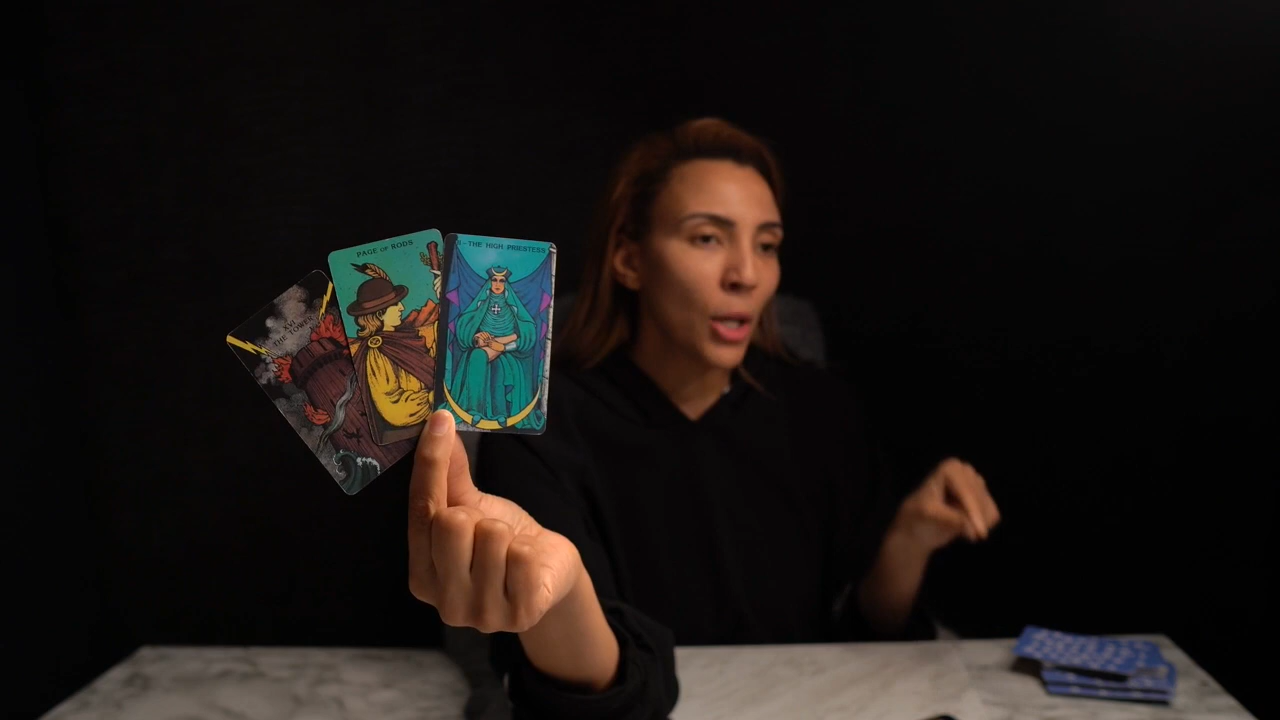 XVI
THE TOWER
PAGE OF RODS
II-THE HIGH PRIESTESS